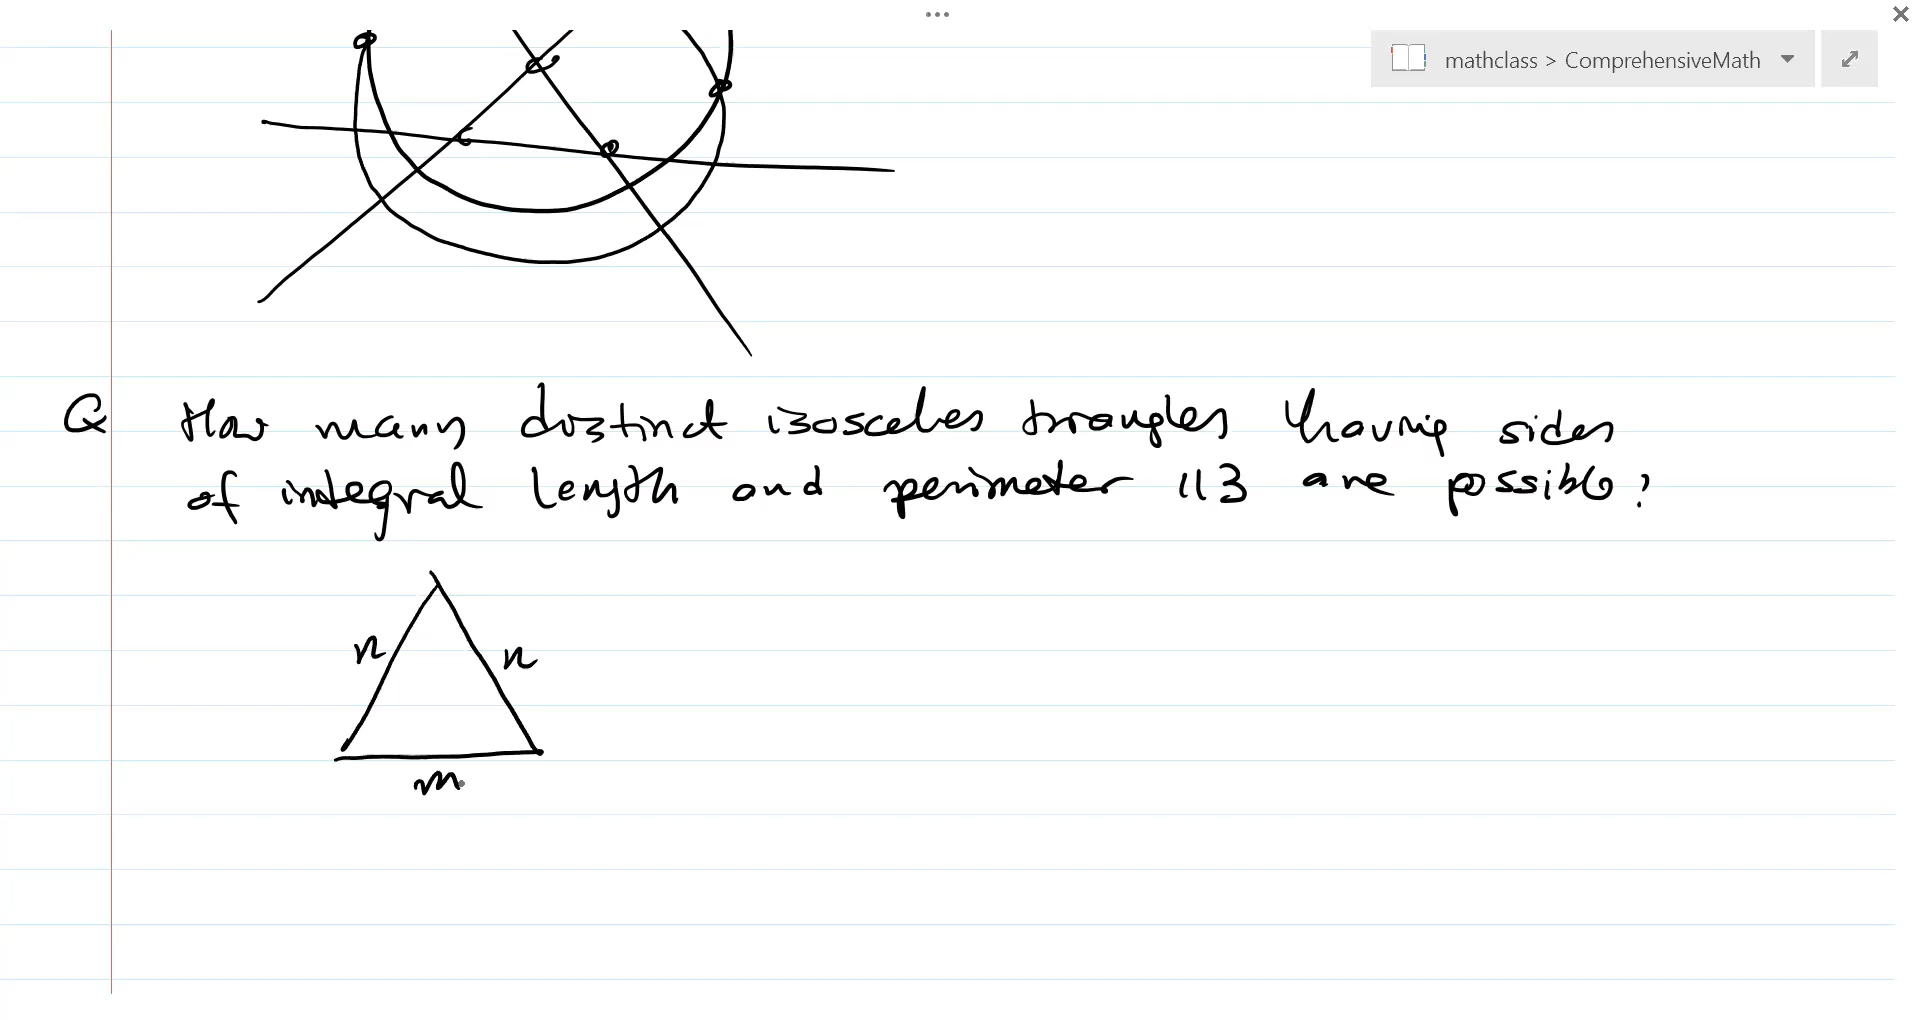 mathclass > ComprehensiveMath
Q How many distinct isosceles triangles having sides
of integral length and perimeter 113 are possible?
n n
m